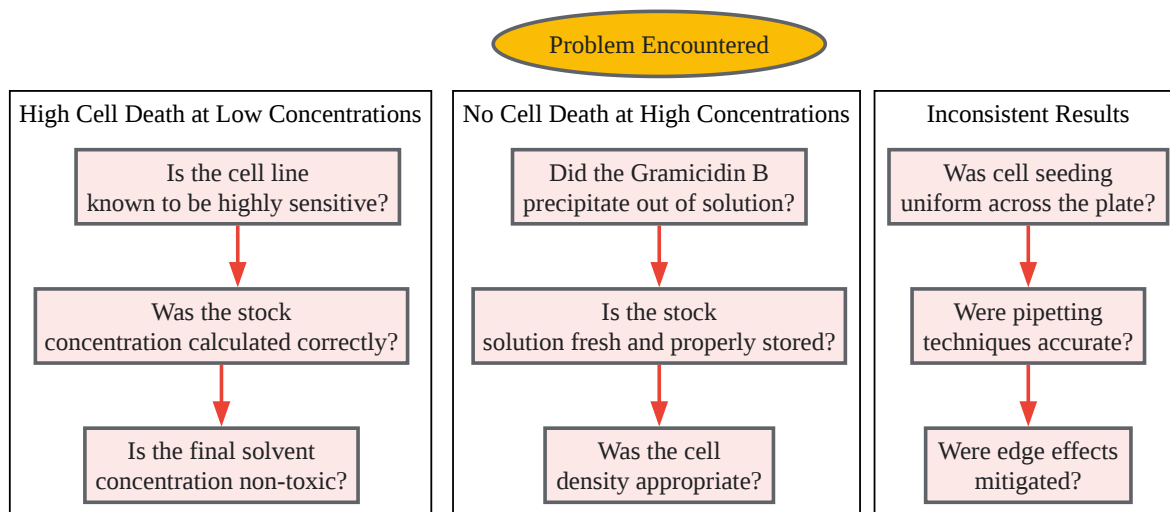 Problem Encountered
High Cell Death at Low Concentrations
Is the cell line
known to be highly sensitive?
Was the stock
concentration calculated correctly?
Is the final solvent
concentration non-toxic?
No Cell Death at High Concentrations
Did the Gramicidin B
precipitate out of solution?
Is the stock
solution fresh and properly stored?
Was the cell
density appropriate?
Inconsistent Results
Was cell seeding
uniform across the plate?
Were pipetting
techniques accurate?
Were edge effects
mitigated?